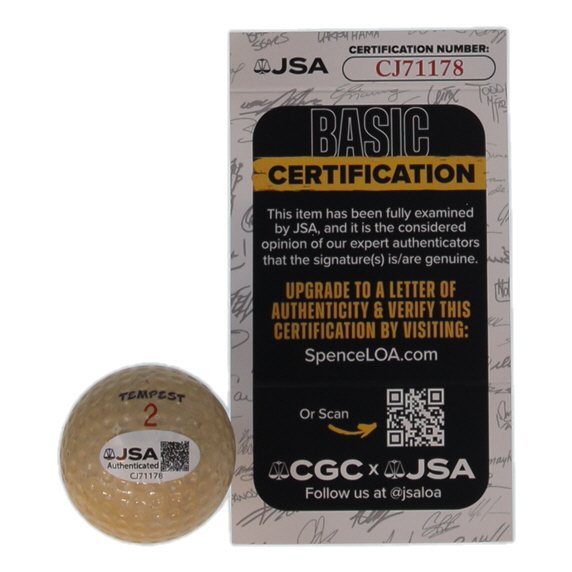 JSA
CERTIFICATION NUMBER:
CJ71178
BASIC
CERTIFICATION
This item has been fully examined
by JSA, and it is the considered
opinion of our expert authenticators
that the signature(s) is/are genuine.
UPGRADE TO A LETTER OF
AUTHENTICITY & VERIFY THIS
CERTIFICATION BY VISITING:
SpenceLOA.com
Or Scan
CGC x JSA
Follow us at @jsaloa
TEMPEST
2
JSA
Authenticated
CJ71178